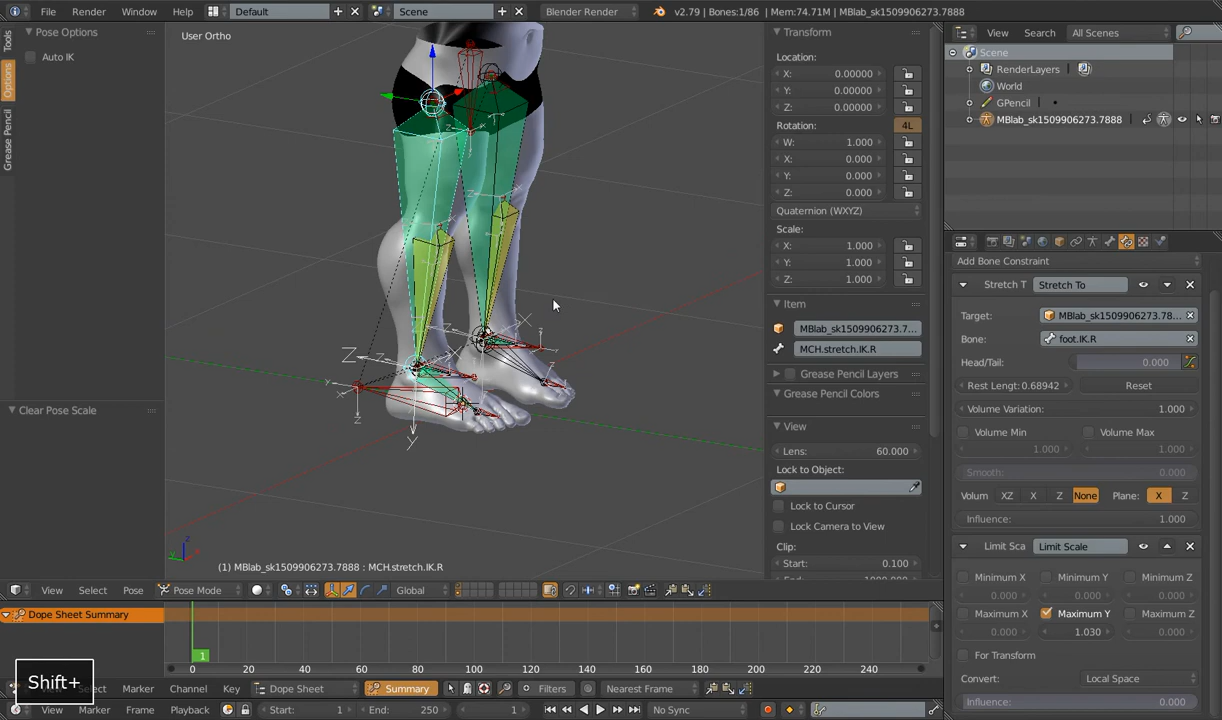 File Render Window Help Default Scene Blender Render v2.79 | Bones:1/86 | Mem:74.71M | MBlab_sk1509906273.7888
Tools
Options
Grease Pencil
Pose Options
Auto IK
Clear Pose Scale
User Ortho
(1) MBlab_sk1509906273.7888 : MCH.stretch.IK.R
Transform
Location:
X: 0.00000
Y: 0.00000
Z: 0.00000
Rotation: 4L
W: 1.000
X: 0.000
Y: 0.000
Z: 0.000
Quaternion (WXYZ)
Scale:
X: 1.000
Y: 1.000
Z: 1.000
Item
MBlab_sk1509906273.7...
MCH.stretch.IK.R
Grease Pencil Layers
Grease Pencil Colors
View
Lens: 60.000
Lock to Object:
Lock to Cursor
Lock Camera to View
Clip:
Start: 0.100
View Search All Scenes
Scene
RenderLayers
World
GPencil
MBlab_sk1509906273.7888
Add Bone Constraint
Stretch T Stretch To
Target: MBlab_sk1509906273.78...
Bone: foot.IK.R
Head/Tail: 0.000
Rest Length: 0.68942 Reset
Volume Variation: 1.000
Volume Min Volume Max
1.000 1.000
Smooth: 0.000
Volum XZ X Z None Plane: X Z
Influence: 1.000
Limit Sca Limit Scale
Minimum X Minimum Y Minimum Z
0.000 0.000 0.000
Maximum X Maximum Y Maximum Z
0.000 1.030 0.000
For Transform
Convert: Local Space
Influence: 0.000
View Select Pose Pose Mode Global
Dope Sheet Summary
1
0 20 40 60 80 100 120 140 160 180 200 220 240
Shift+
Select Marker Channel Key Dope Sheet Summary Filters Nearest Frame
View Marker Frame Playback Start: 1 End: 250 1 No Sync